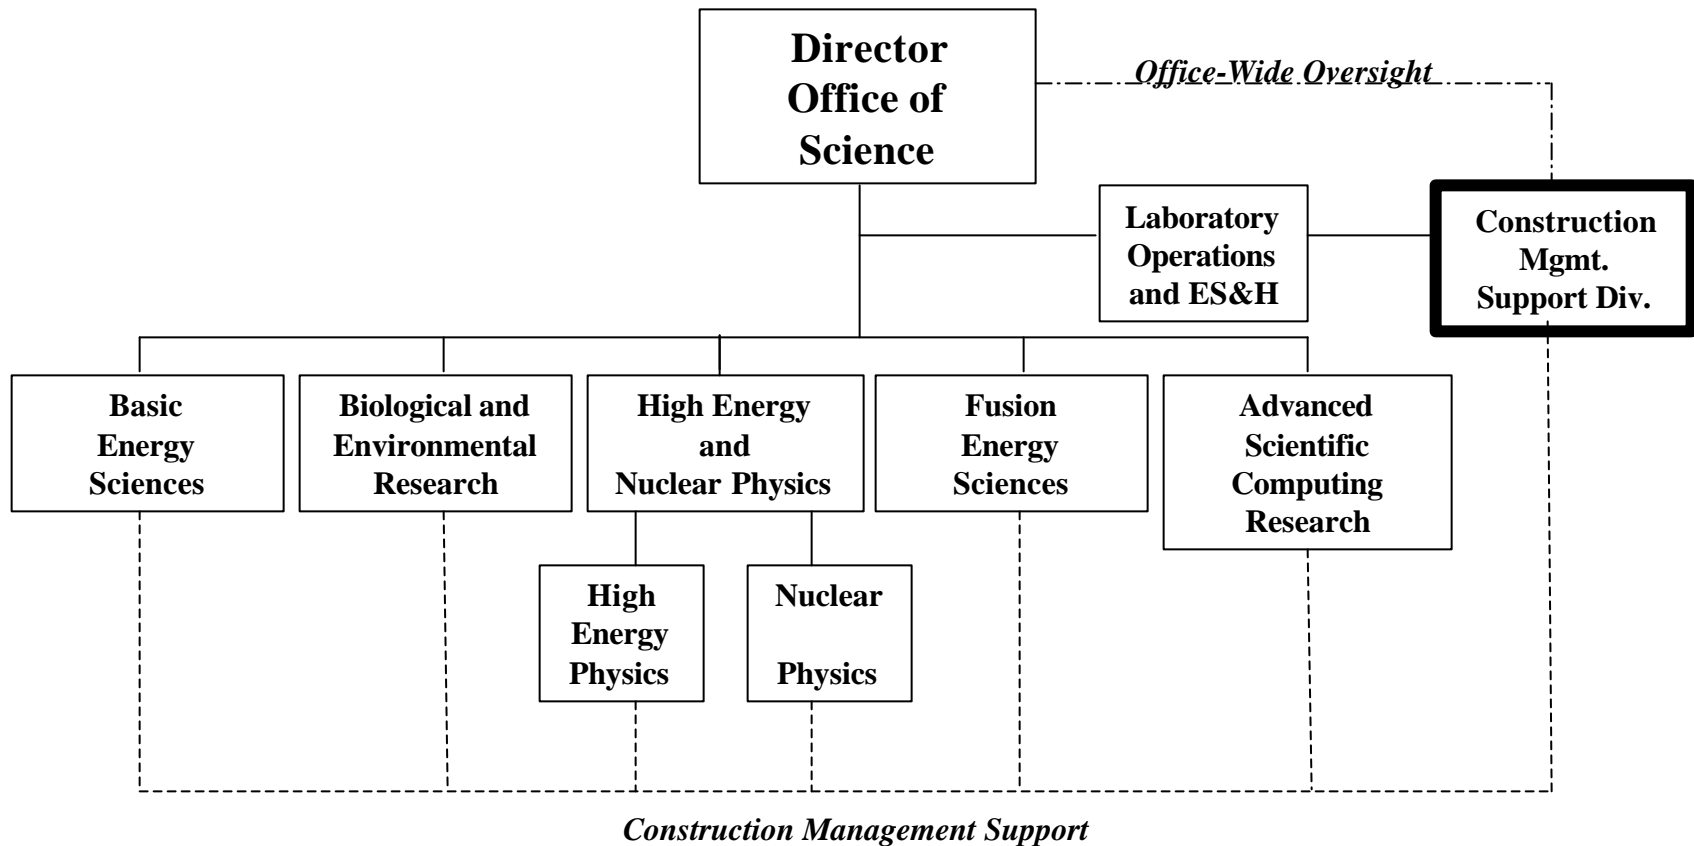 Director
Office of
Science
Office-Wide Oversight
Laboratory
Operations
and ES&H
Construction
Mgmt.
Support Div.
Basic
Energy
Sciences
Biological and
Environmental
Research
High Energy
and
Nuclear Physics
Fusion
Energy
Sciences
Advanced
Scientific
Computing
Research
High
Energy
Physics
Nuclear
Physics
Construction Management Support